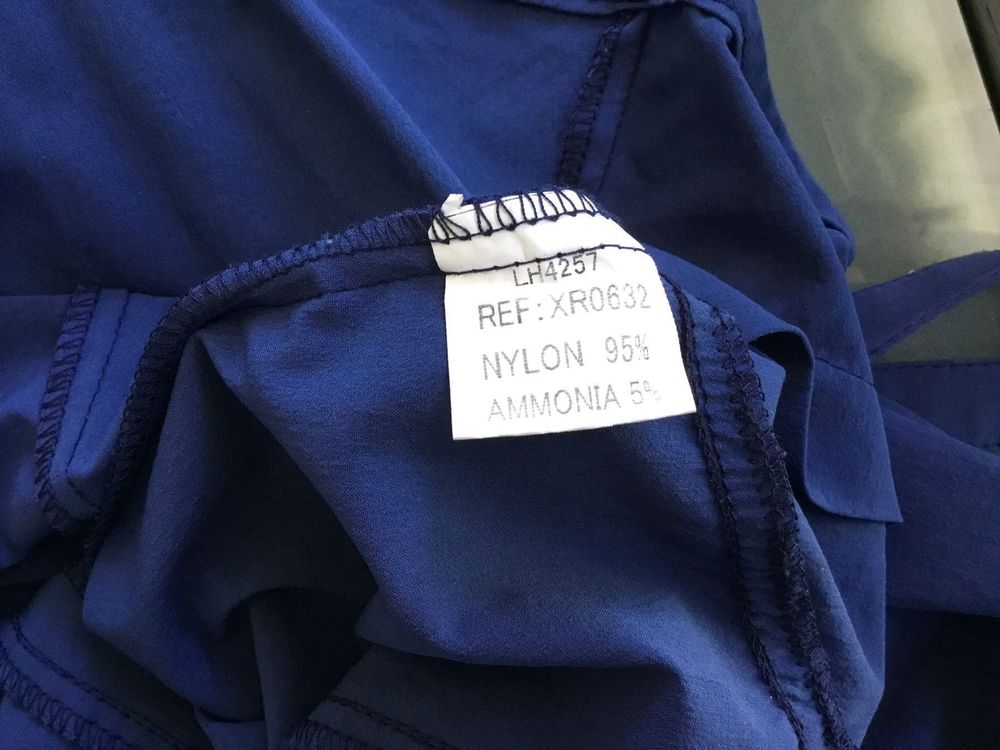 LH4257
REF:XR0632
NYLON 95%
AMMONIA 5%